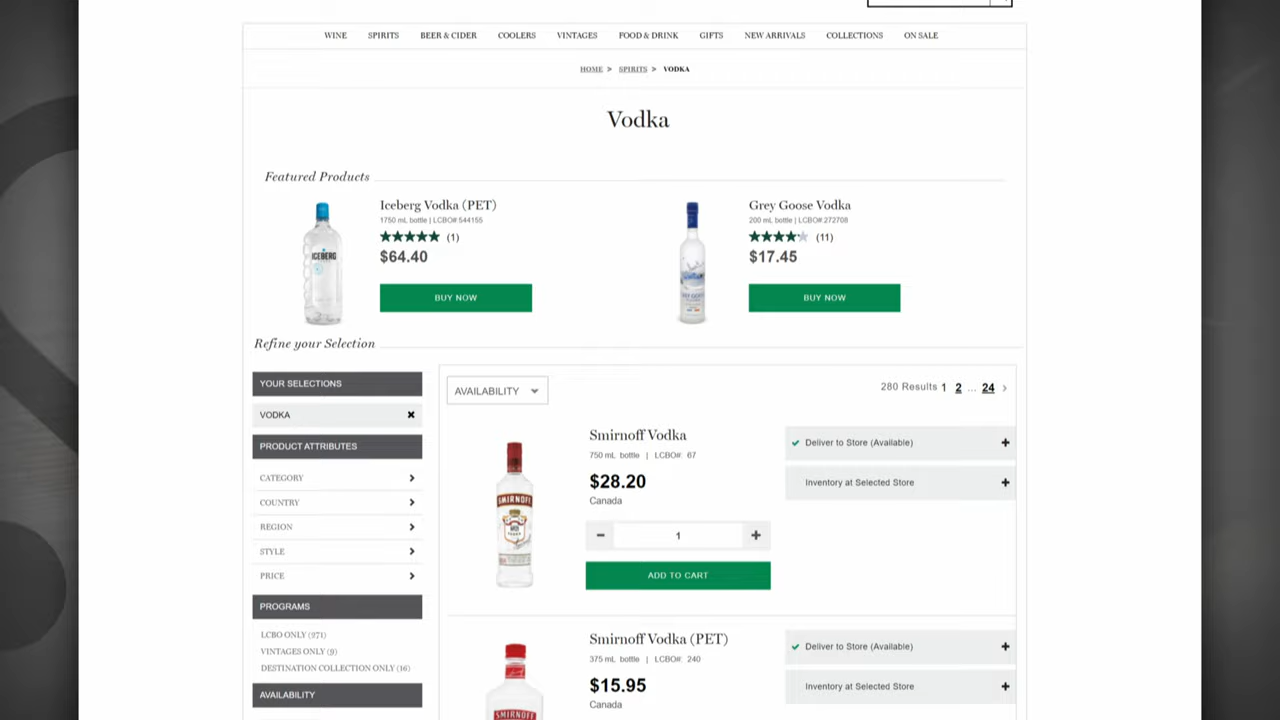 WINE SPIRITS BEER & CIDER COOLERS VINTAGES FOOD & DRINK GIFTS NEW ARRIVALS COLLECTIONS ON SALE
HOME > SPIRITS > VODKA
Vodka
Featured Products
Iceberg Vodka (PET)
1750 mL bottle | LCBO# 544155
(1)
$64.40
BUY NOW
ICEBERG
Grey Goose Vodka
200 mL bottle | LCBO# 272708
(11)
$17.45
BUY NOW
Refine your Selection
YOUR SELECTIONS
VODKA
PRODUCT ATTRIBUTES
CATEGORY
COUNTRY
REGION
STYLE
PRICE
PROGRAMS
LCBO ONLY (271)
VINTAGES ONLY (9)
DESTINATION COLLECTION ONLY (16)
AVAILABILITY
AVAILABILITY
280 Results 1 2 ... 24 >
Smirnoff Vodka
750 mL bottle | LCBO#: 67
$28.20
Canada
1
ADD TO CART
Deliver to Store (Available)
Inventory at Selected Store
SMIRNOFF
Smirnoff Vodka (PET)
375 mL bottle | LCBO#: 240
$15.95
Canada
Deliver to Store (Available)
Inventory at Selected Store
SMIRNOFF